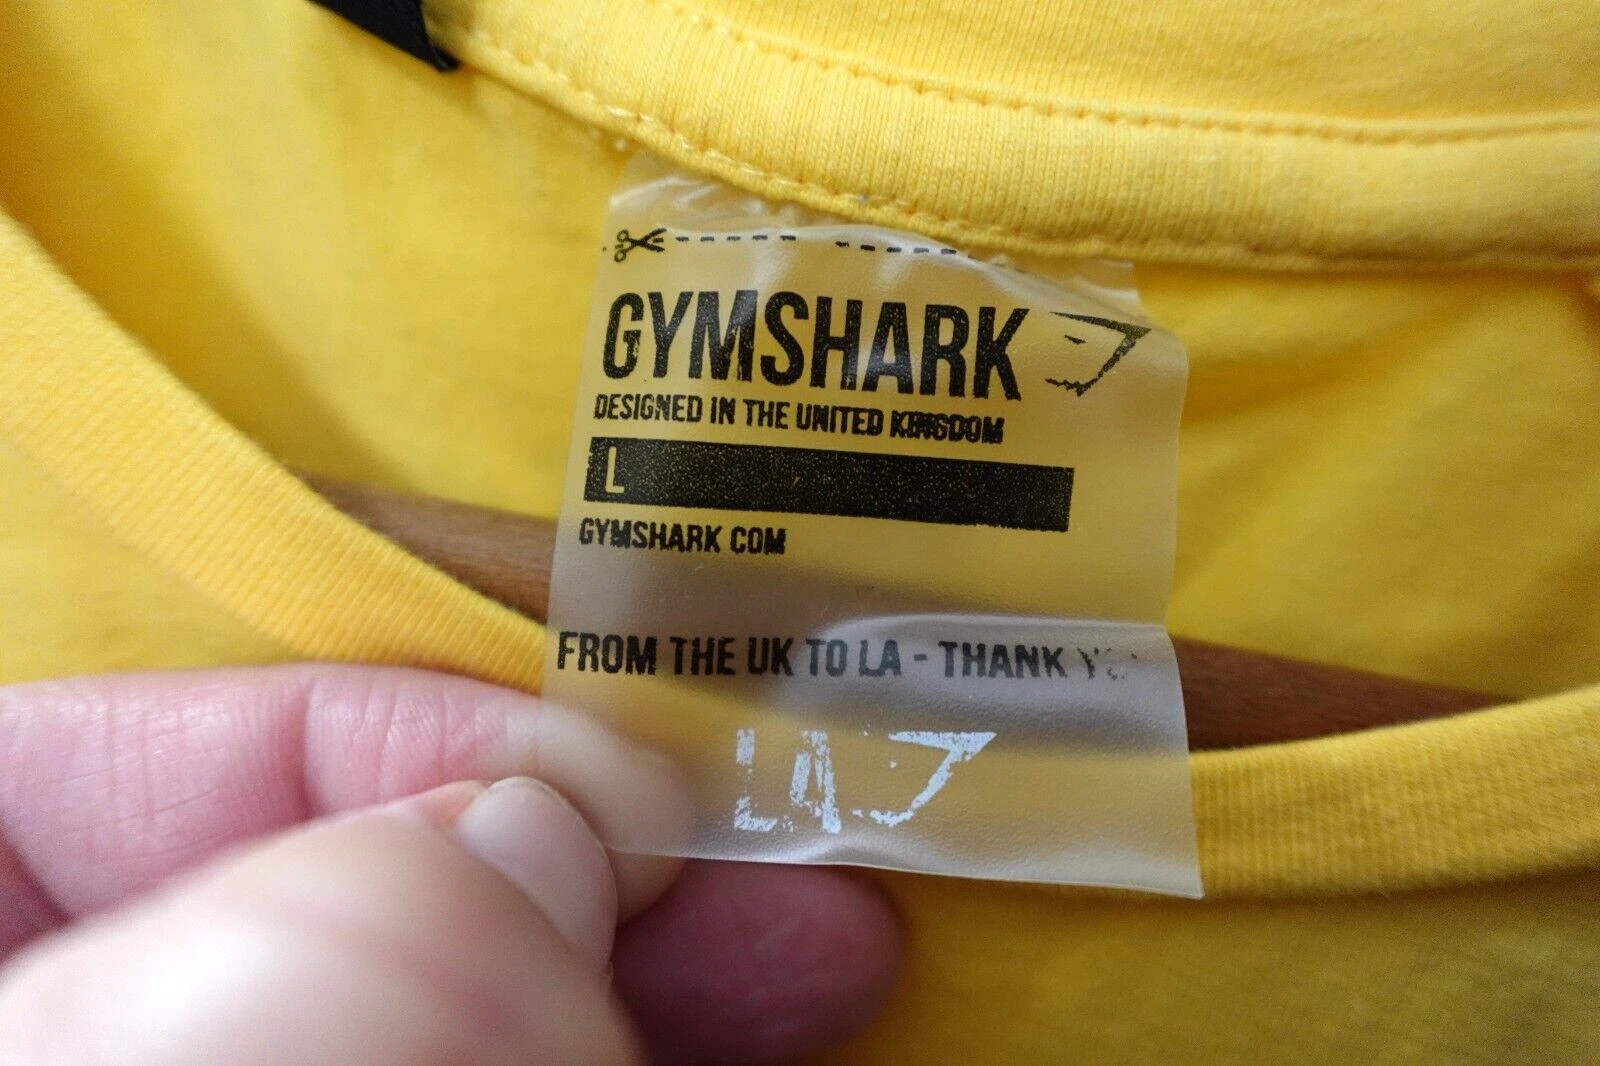 GYMSHARK
DESIGNED IN THE UNITED KINGDOM
L
GYMSHARK COM
FROM THE UK TO LA - THANK
LA